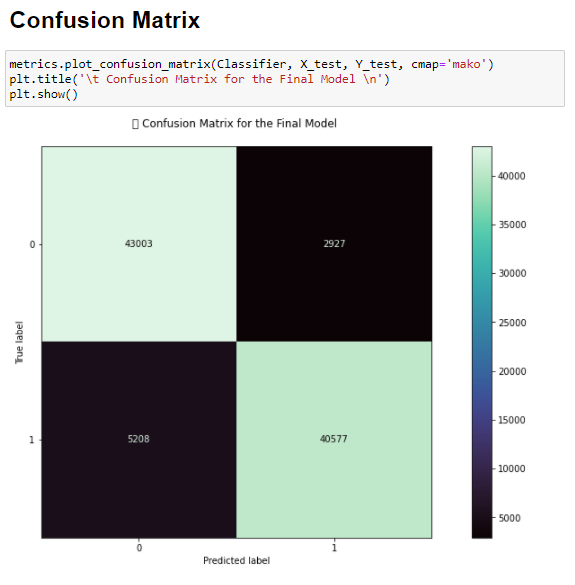 Confusion Matrix
metrics.plot_confusion_matrix(Classifier, X_test, Y_test, cmap='mako')
plt.title('\t Confusion Matrix for the Final Model \n')
plt.show()
▯ Confusion Matrix for the Final Model
43003
2927
5208
40577
0
1
True label
0
1
Predicted label
40000
35000
30000
25000
20000
15000
10000
5000